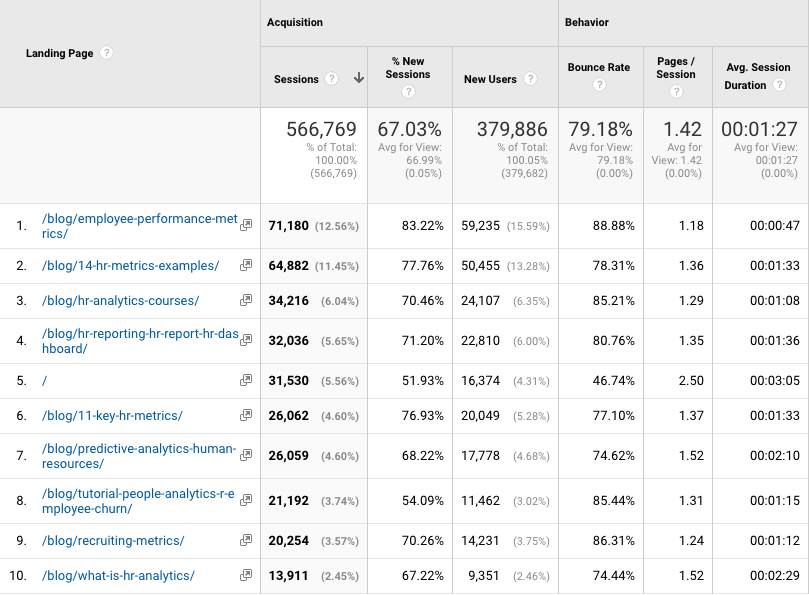 Acquisition Behavior
Landing Page ? Sessions ? % New Sessions ? New Users ? Bounce Rate ? Pages / Session ? Avg. Session Duration ?
566,769 67.03% 379,886 79.18% 1.42 00:01:27
% of Total: 100.00% (566,769) Avg for View: 66.99% (0.05%) % of Total: 100.05% (379,682) Avg for View: 79.18% (0.00%) Avg for View: 1.42 (0.00%) Avg for View: 00:01:27 (0.00%)
1. /blog/employee-performance-met
rics/ 71,180 (12.56%) 83.22% 59,235 (15.59%) 88.88% 1.18 00:00:47
2. /blog/14-hr-metrics-examples/ 64,882 (11.45%) 77.76% 50,455 (13.28%) 78.31% 1.36 00:01:33
3. /blog/hr-analytics-courses/ 34,216 (6.04%) 70.46% 24,107 (6.35%) 85.21% 1.29 00:01:08
4. /blog/hr-reporting-hr-report-hr-das
hboard/ 32,036 (5.65%) 71.20% 22,810 (6.00%) 80.76% 1.35 00:01:36
5. / 31,530 (5.56%) 51.93% 16,374 (4.31%) 46.74% 2.50 00:03:05
6. /blog/11-key-hr-metrics/ 26,062 (4.60%) 76.93% 20,049 (5.28%) 77.10% 1.37 00:01:33
7. /blog/predictive-analytics-human-
resources/ 26,059 (4.60%) 68.22% 17,778 (4.68%) 74.62% 1.52 00:02:10
8. /blog/tutorial-people-analytics-r-e
mployee-churn/ 21,192 (3.74%) 54.09% 11,462 (3.02%) 85.44% 1.31 00:01:15
9. /blog/recruiting-metrics/ 20,254 (3.57%) 70.26% 14,231 (3.75%) 86.31% 1.24 00:01:12
10. /blog/what-is-hr-analytics/ 13,911 (2.45%) 67.22% 9,351 (2.46%) 74.44% 1.52 00:02:29